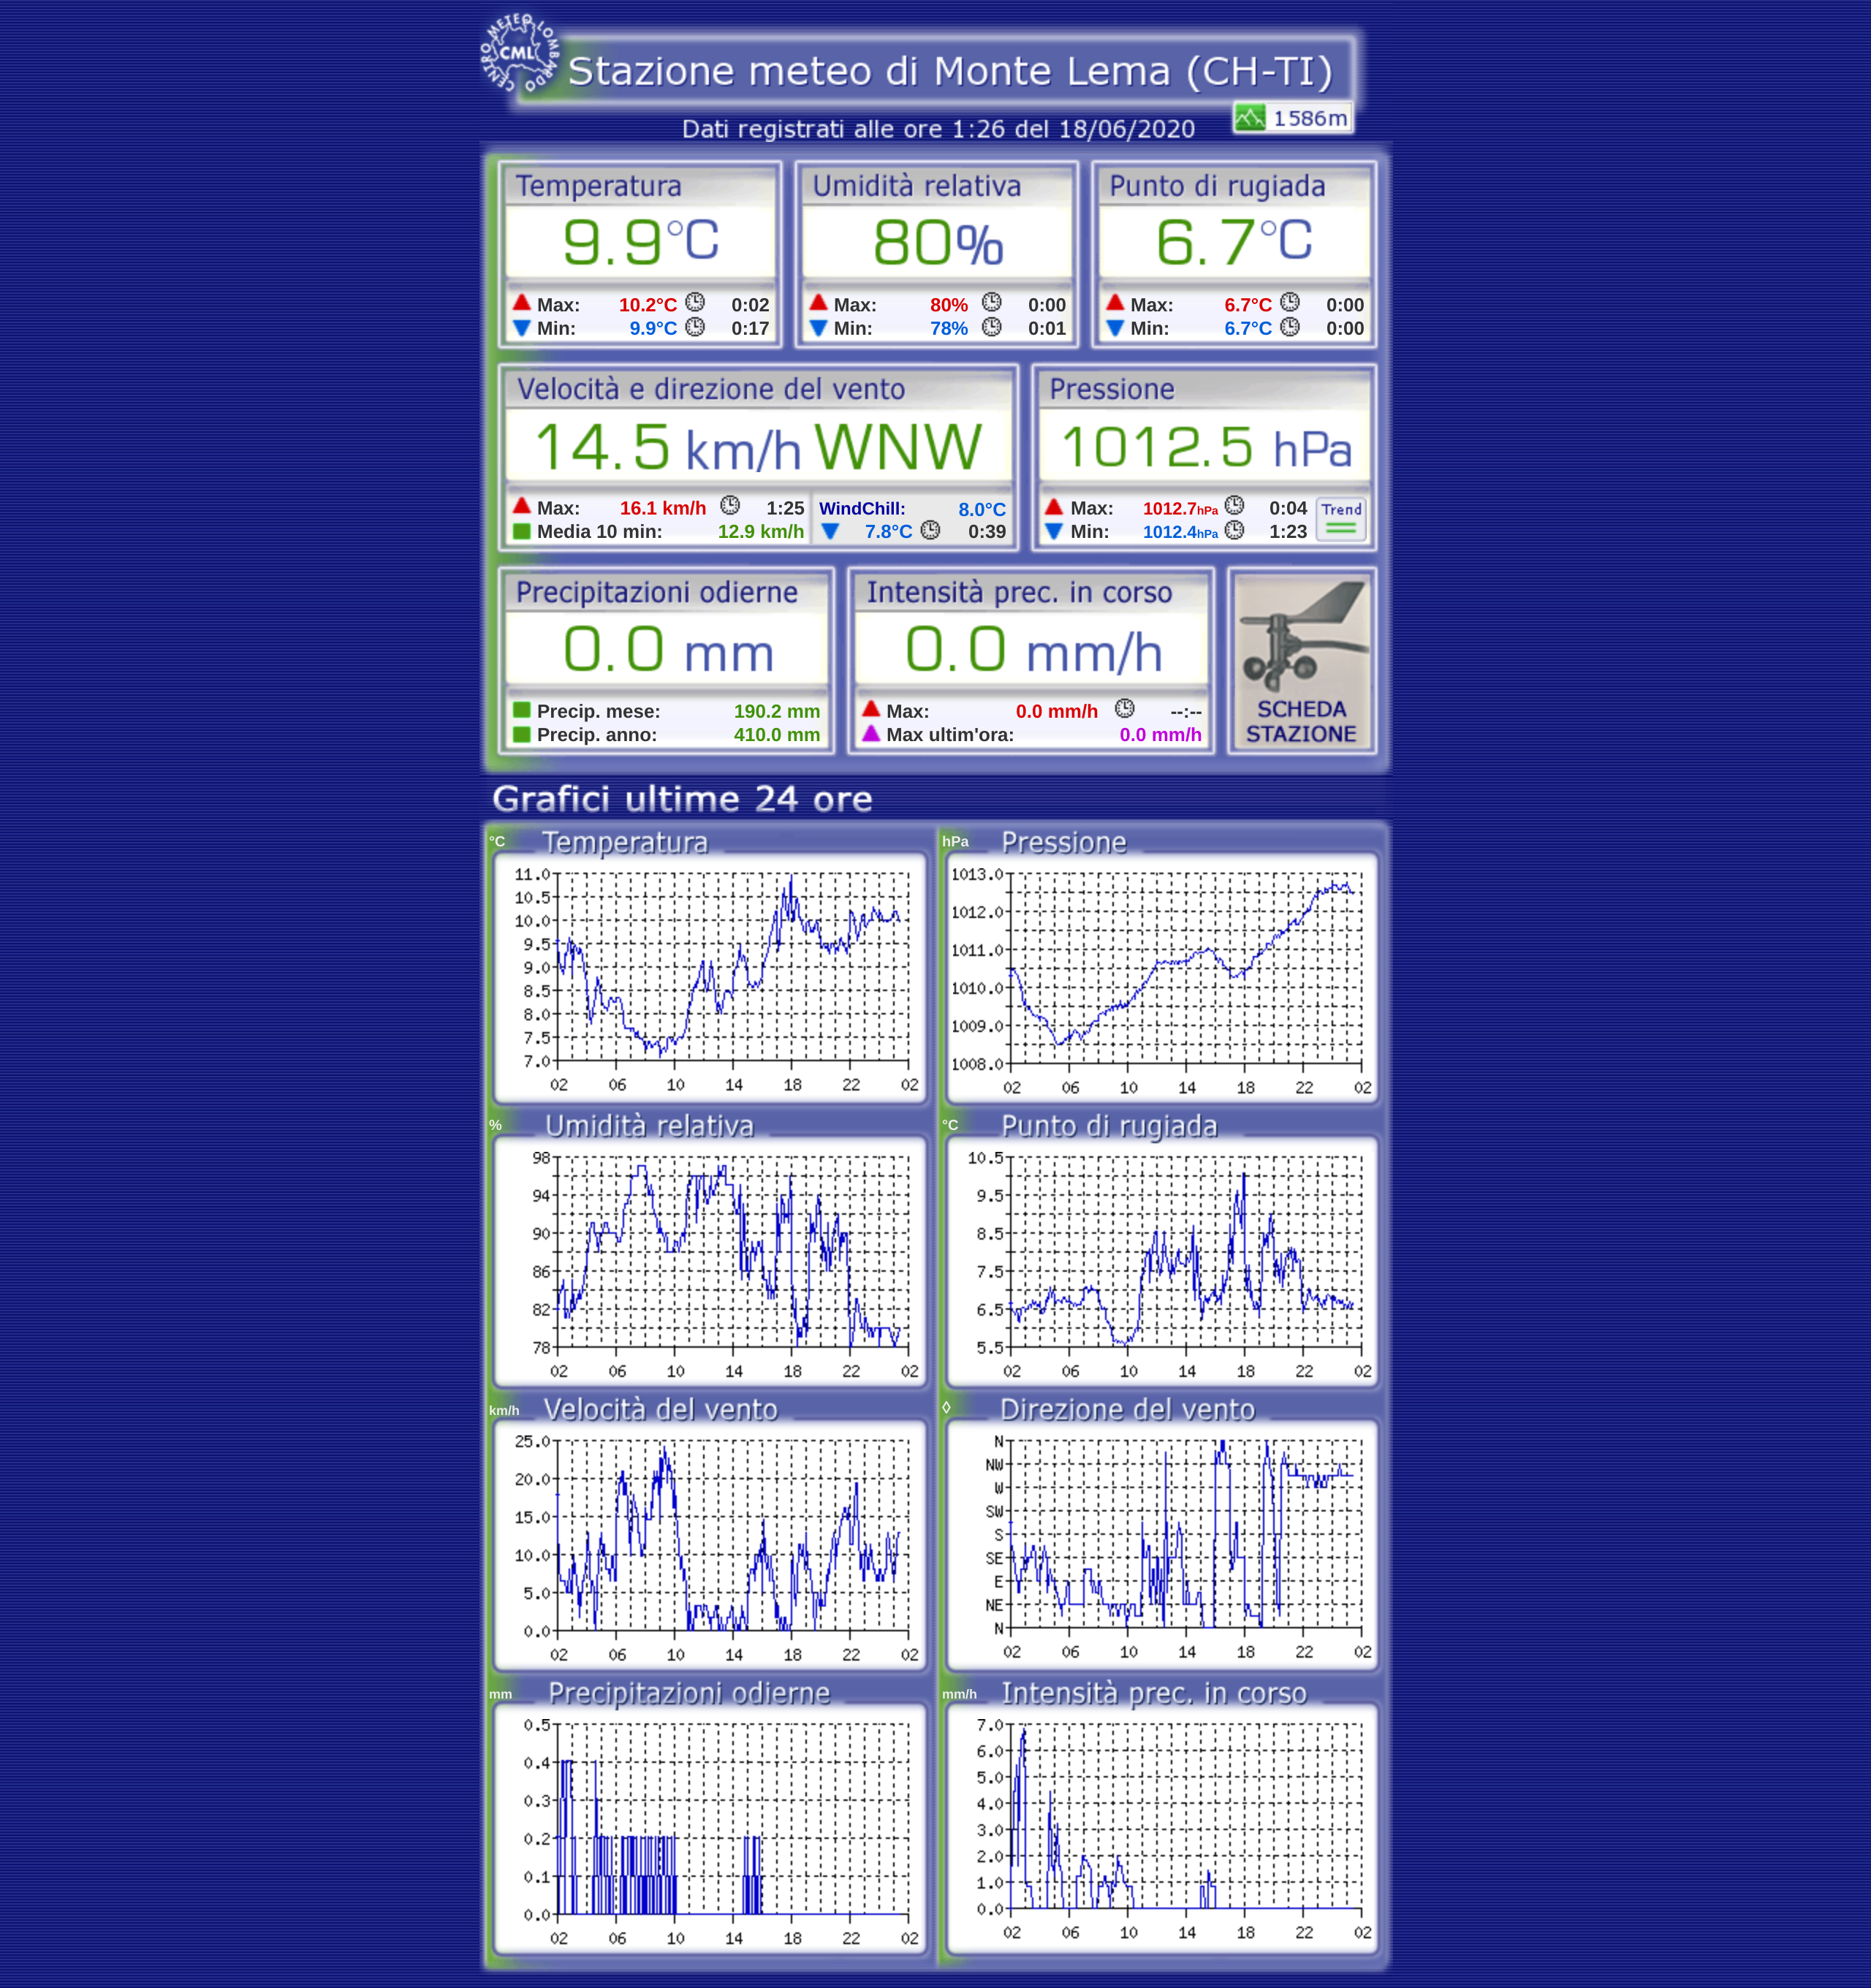 CENTRO METEO LOMBARDO
CML
Stazione meteo di Monte Lema (CH-TI)
1586m
Dati registrati alle ore 1:26 del 18/06/2020
Temperatura
9.9°C
Max: 10.2°C 0:02
Min: 9.9°C 0:17
Umidità relativa
80%
Max: 80% 0:00
Min: 78% 0:01
Punto di rugiada
6.7°C
Max: 6.7°C 0:00
Min: 6.7°C 0:00
Velocità e direzione del vento
14.5 km/h WNW
Max: 16.1 km/h 1:25
Media 10 min: 12.9 km/h
WindChill: 8.0°C
7.8°C 0:39
Pressione
1012.5 hPa
Max: 1012.7hPa 0:04
Min: 1012.4hPa 1:23
Trend
Precipitazioni odierne
0.0 mm
Precip. mese: 190.2 mm
Precip. anno: 410.0 mm
Intensità prec. in corso
0.0 mm/h
Max: 0.0 mm/h --:--
Max ultim'ora: 0.0 mm/h
SCHEDA
STAZIONE
Grafici ultime 24 ore
°C Temperatura
11.0
10.5
10.0
9.5
9.0
8.5
8.0
7.5
7.0
02 06 10 14 18 22 02
hPa Pressione
1013.0
1012.0
1011.0
1010.0
1009.0
1008.0
02 06 10 14 18 22 02
% Umidità relativa
98
94
90
86
82
78
02 06 10 14 18 22 02
°C Punto di rugiada
10.5
9.5
8.5
7.5
6.5
5.5
02 06 10 14 18 22 02
km/h Velocità del vento
25.0
20.0
15.0
10.0
5.0
0.0
02 06 10 14 18 22 02
◊ Direzione del vento
N
NW
W
SW
S
SE
E
NE
N
02 06 10 14 18 22 02
mm Precipitazioni odierne
0.5
0.4
0.3
0.2
0.1
0.0
02 06 10 14 18 22 02
mm/h Intensità prec. in corso
7.0
6.0
5.0
4.0
3.0
2.0
1.0
0.0
02 06 10 14 18 22 02